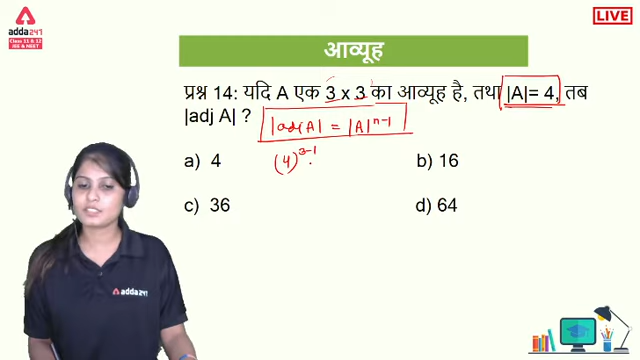 adda247
Class 11 & 12
JEE & NEET
LIVE
आव्यूह
प्रश्न 14: यदि A एक 3 x 3 का आव्यूह है, तथा |A|= 4, तब
|adj A| ?
|adj A| = |A|ⁿ⁻¹
a) 4
(4)³⁻¹
b) 16
c) 36
d) 64
adda247